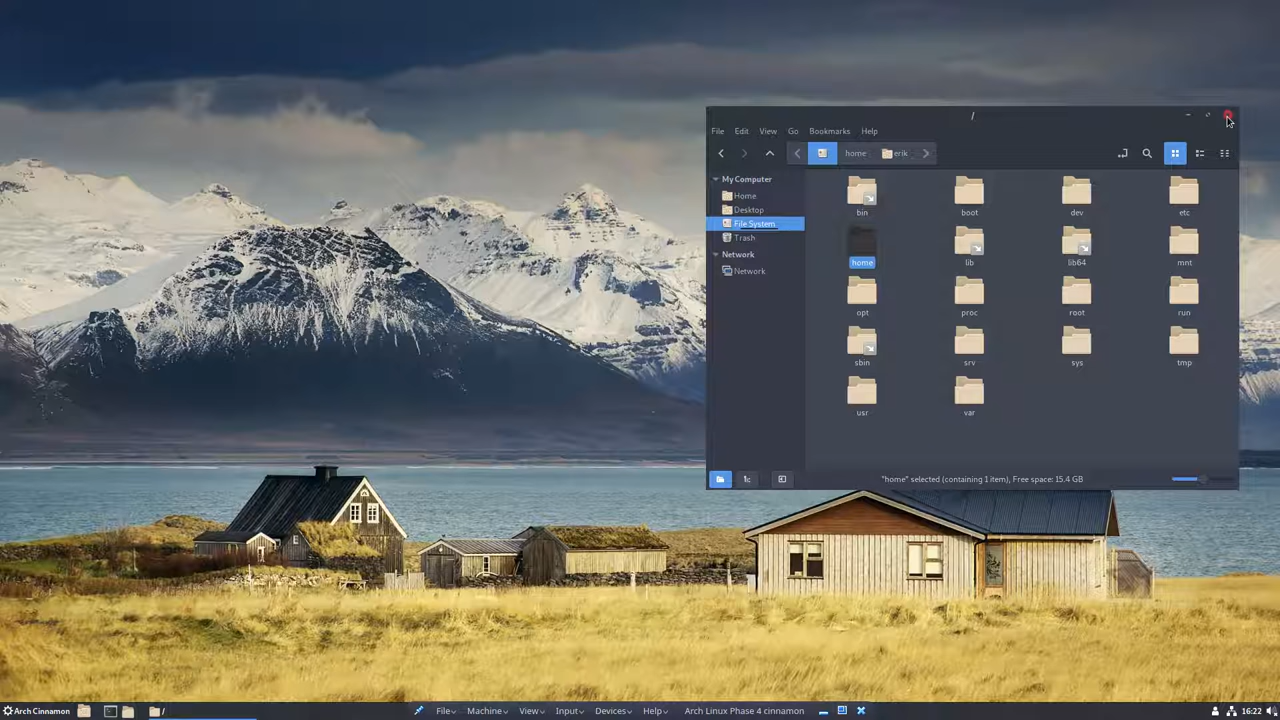 /
File Edit View Go Bookmarks Help
home erik
My Computer
Home
Desktop
File System
Trash
Network
Network
bin boot dev etc
home lib lib64 mnt
opt proc root run
sbin srv sys tmp
usr var
"home" selected (containing 1 item), Free space: 15.4 GB
Arch Cinnamon / File Machine View Input Devices Help Arch Linux Phase 4 cinnamon 16:22